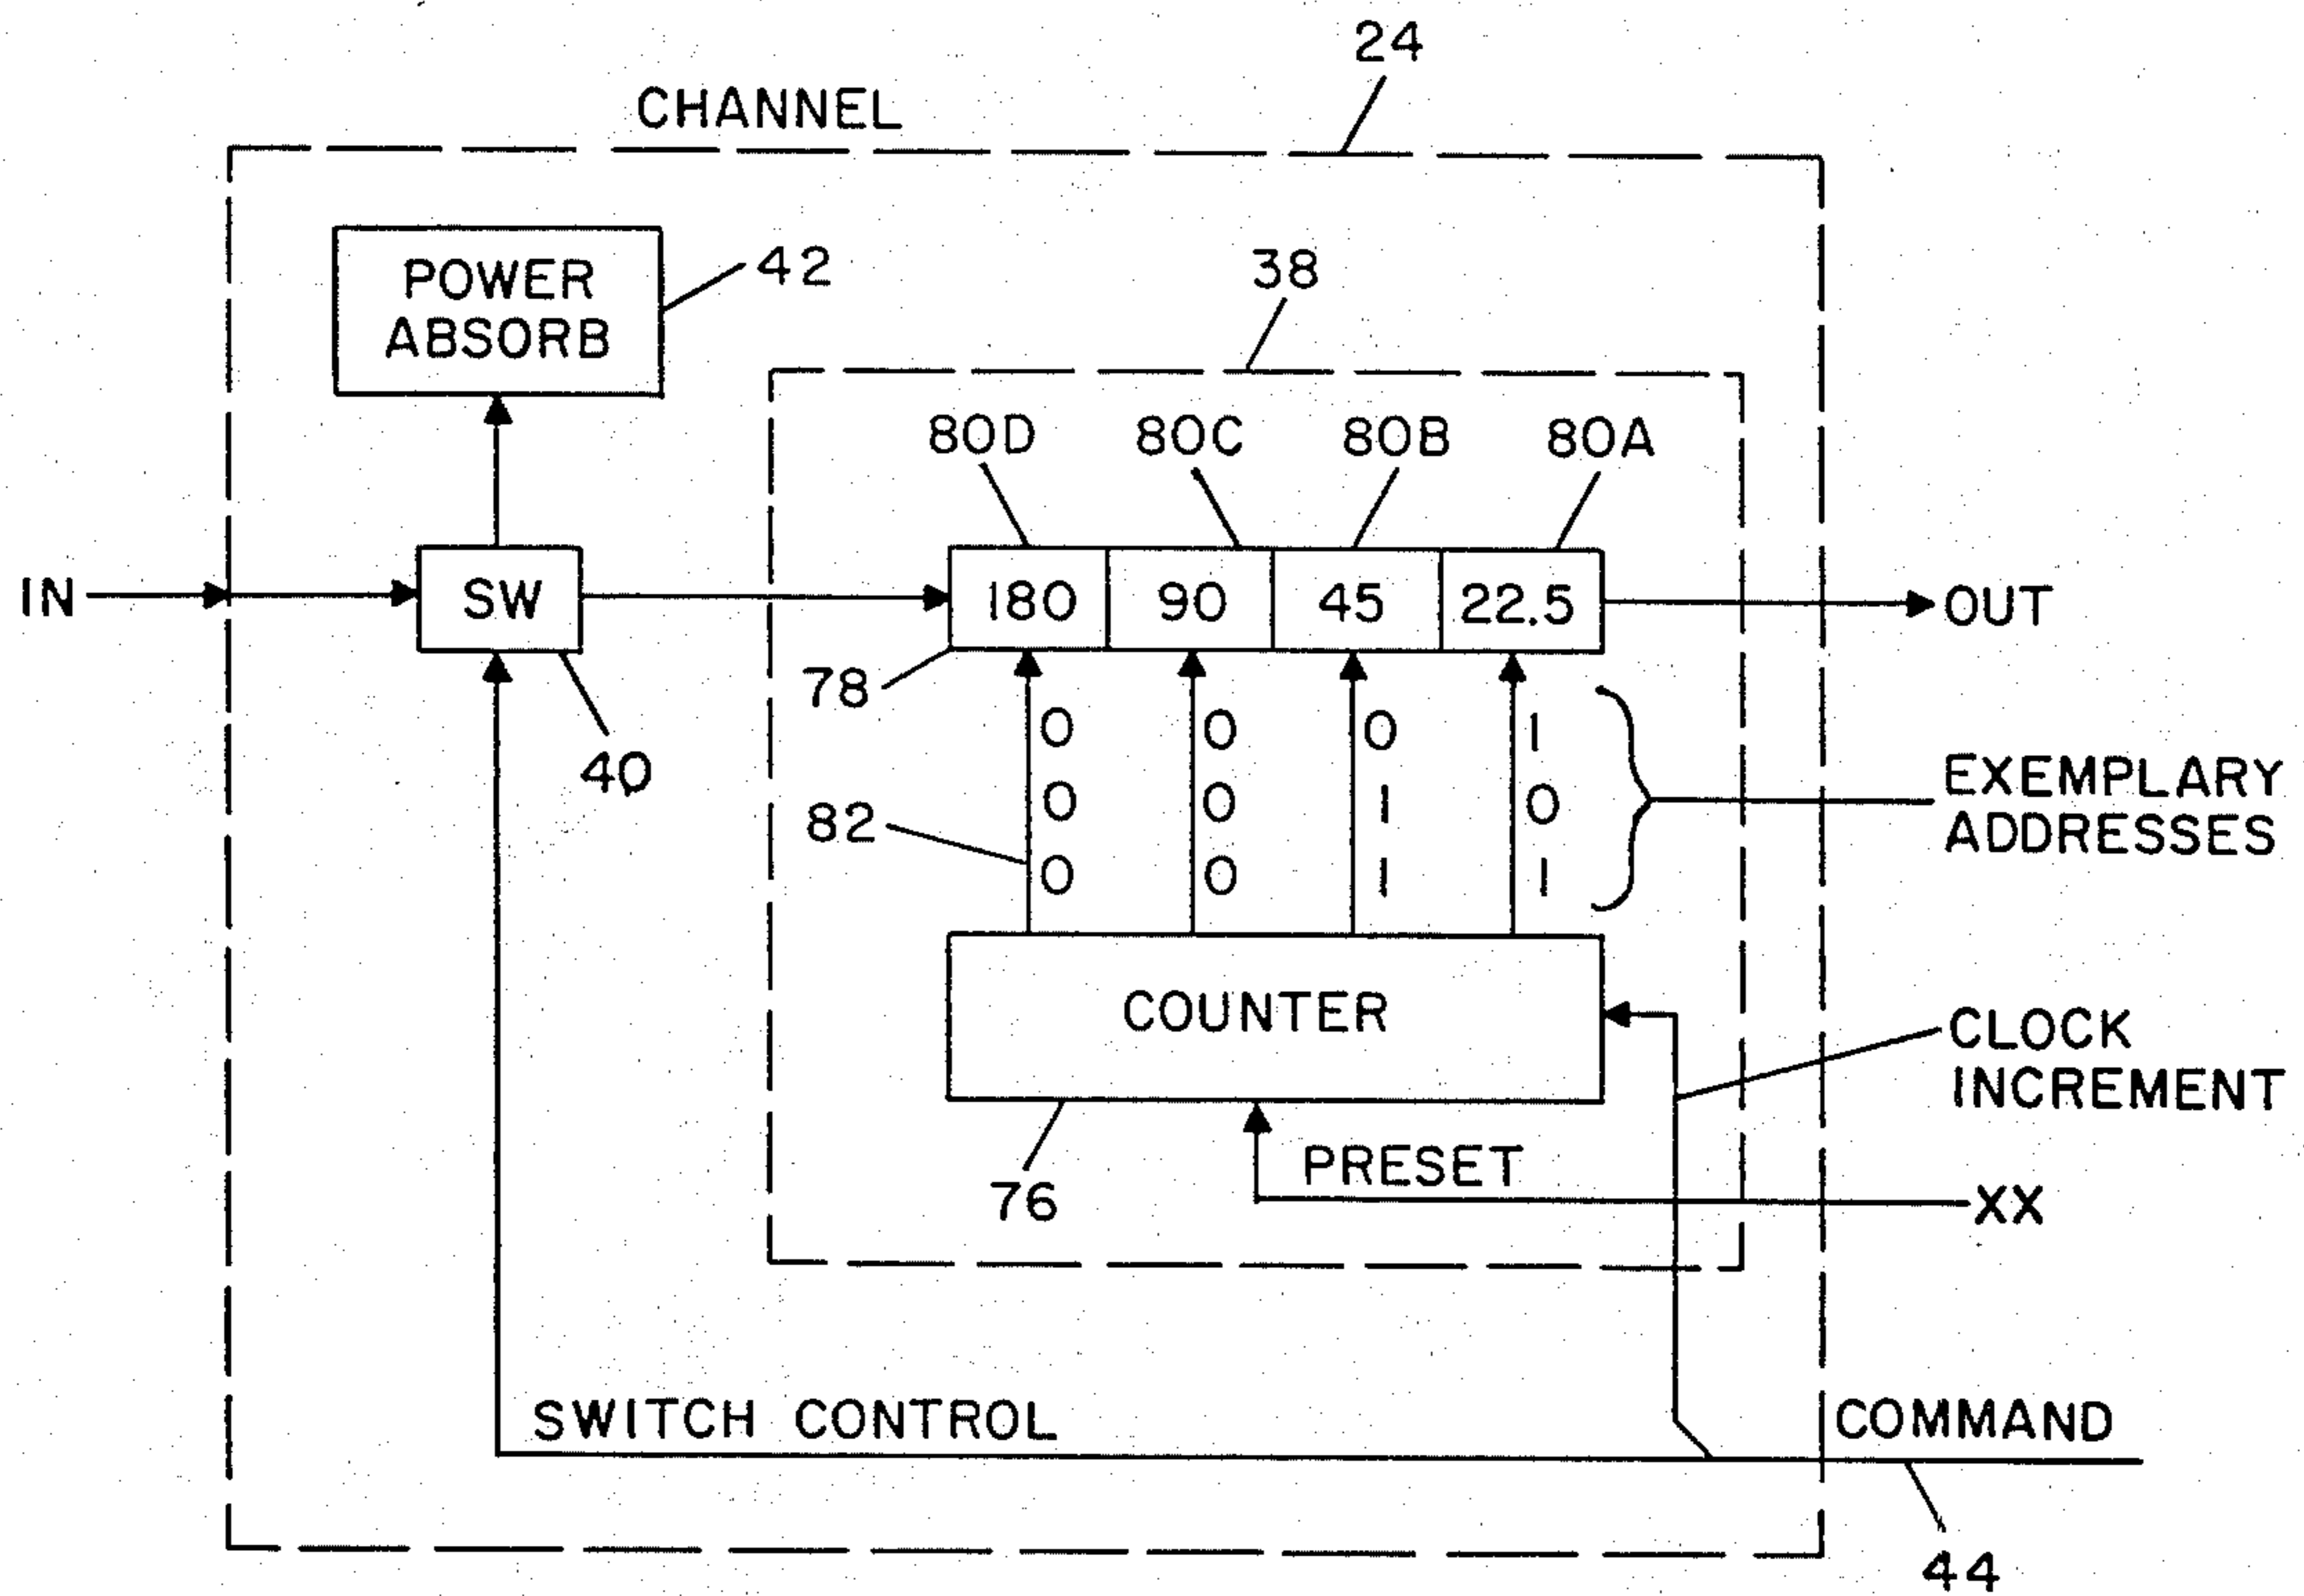 24
CHANNEL
POWER
ABSORB
42
38
80D 80C 80B 80A
IN
SW
180 90 45 22.5
OUT
78
40
0 0 0 1
0 0 1 0
0 0 1 1
82
EXEMPLARY
ADDRESSES
COUNTER
CLOCK
INCREMENT
76
PRESET
XX
SWITCH CONTROL
COMMAND
44